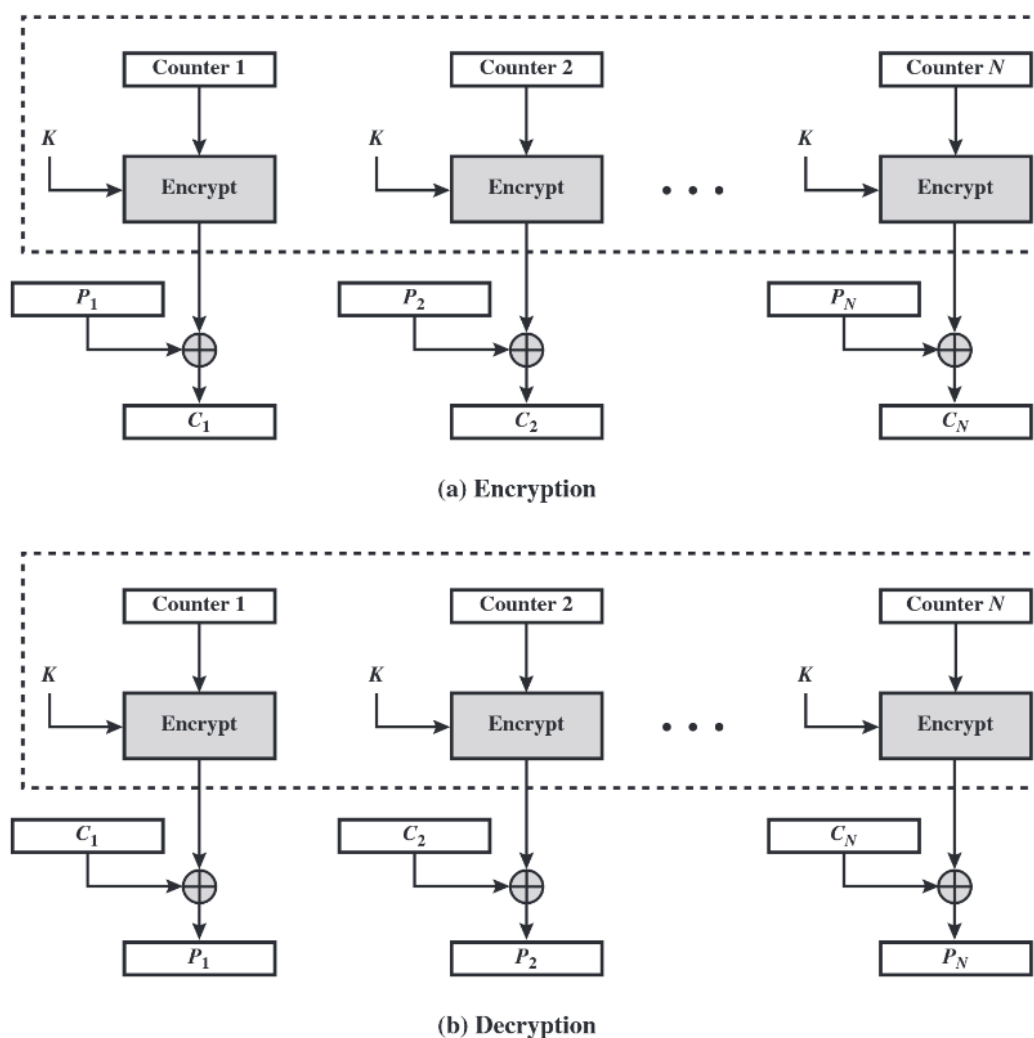 Counter 1 Counter 2 Counter N
K K K
Encrypt Encrypt • • • Encrypt
P1 P2 PN
C1 C2 CN
(a) Encryption
Counter 1 Counter 2 Counter N
K K K
Encrypt Encrypt • • • Encrypt
C1 C2 CN
P1 P2 PN
(b) Decryption